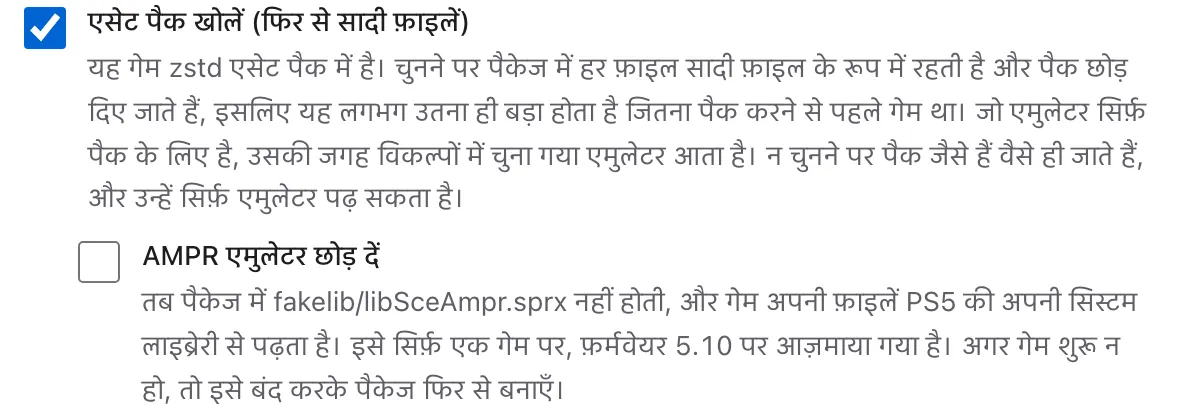 एसेट पैक खोलें (फिर से सादी फ़ाइलें)
यह गेम zstd एसेट पैक में है। चुनने पर पैकेज में हर फ़ाइल सादी फ़ाइल के रूप में रहती है और पैक छोड़
दिए जाते हैं, इसलिए यह लगभग उतना ही बड़ा होता है जितना पैक करने से पहले गेम था। जो एमुलेटर सिर्फ़
पैक के लिए है, उसकी जगह विकल्पों में चुना गया एमुलेटर आता है। न चुनने पर पैक जैसे हैं वैसे ही जाते हैं,
और उन्हें सिर्फ़ एमुलेटर पढ़ सकता है।
AMPR एमुलेटर छोड़ दें
तब पैकेज में fakelib/libSceAmpr.sprx नहीं होती, और गेम अपनी फ़ाइलें PS5 की अपनी सिस्टम
लाइब्रेरी से पढ़ता है। इसे सिर्फ़ एक गेम पर, फ़र्मवेयर 5.10 पर आज़माया गया है। अगर गेम शुरू न
हो, तो इसे बंद करके पैकेज फिर से बनाएँ।